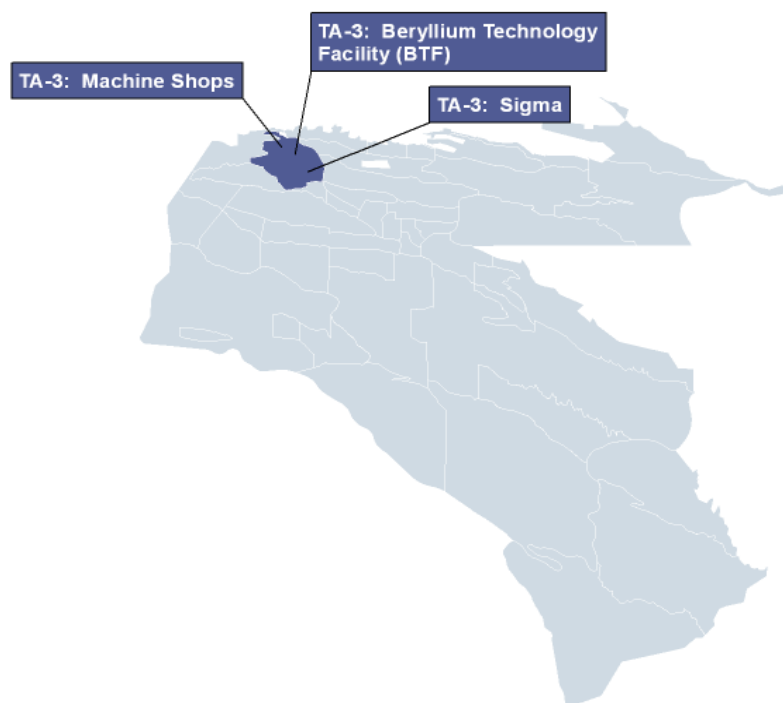 TA-3:  Beryllium Technology
Facility (BTF)
TA-3:  Machine Shops
TA-3:  Sigma